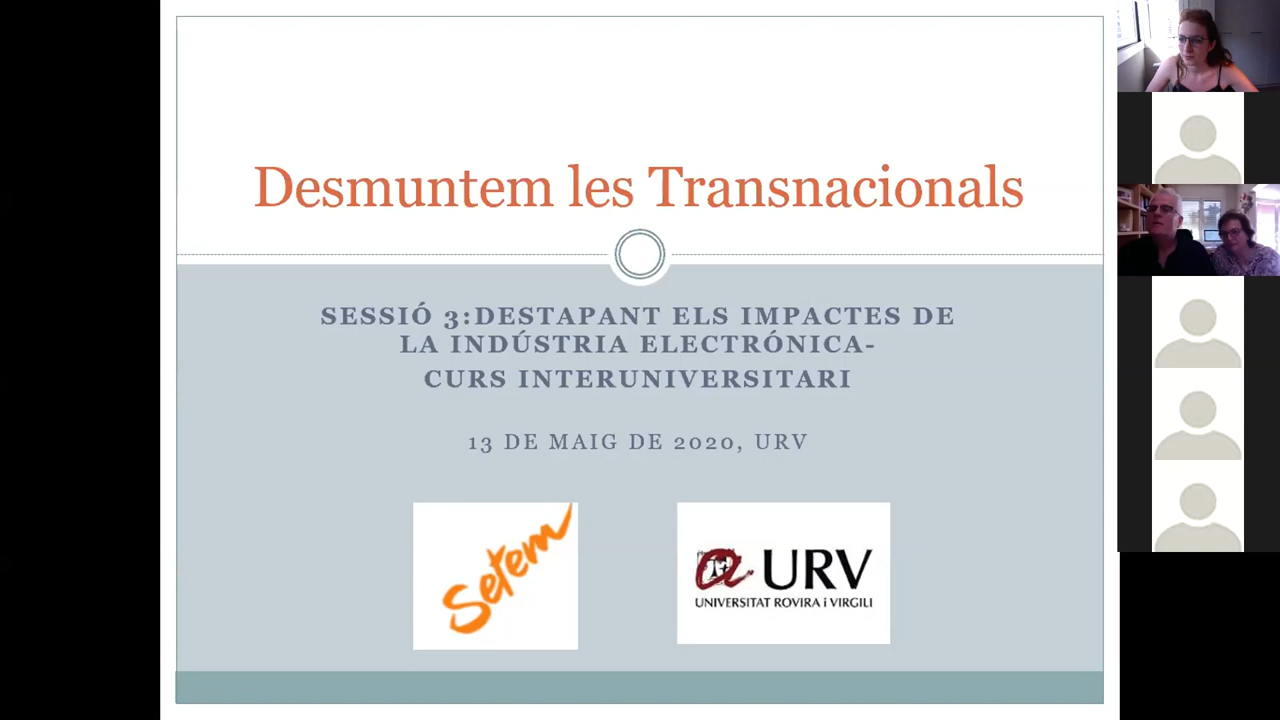 Desmuntem les Transnacionals
SESSIÓ 3:DESTAPANT ELS IMPACTES DE
LA INDÚSTRIA ELECTRÓNICA-
CURS INTERUNIVERSITARI
13 DE MAIG DE 2020, URV
Setem
URV
UNIVERSITAT ROVIRA i VIRGILI